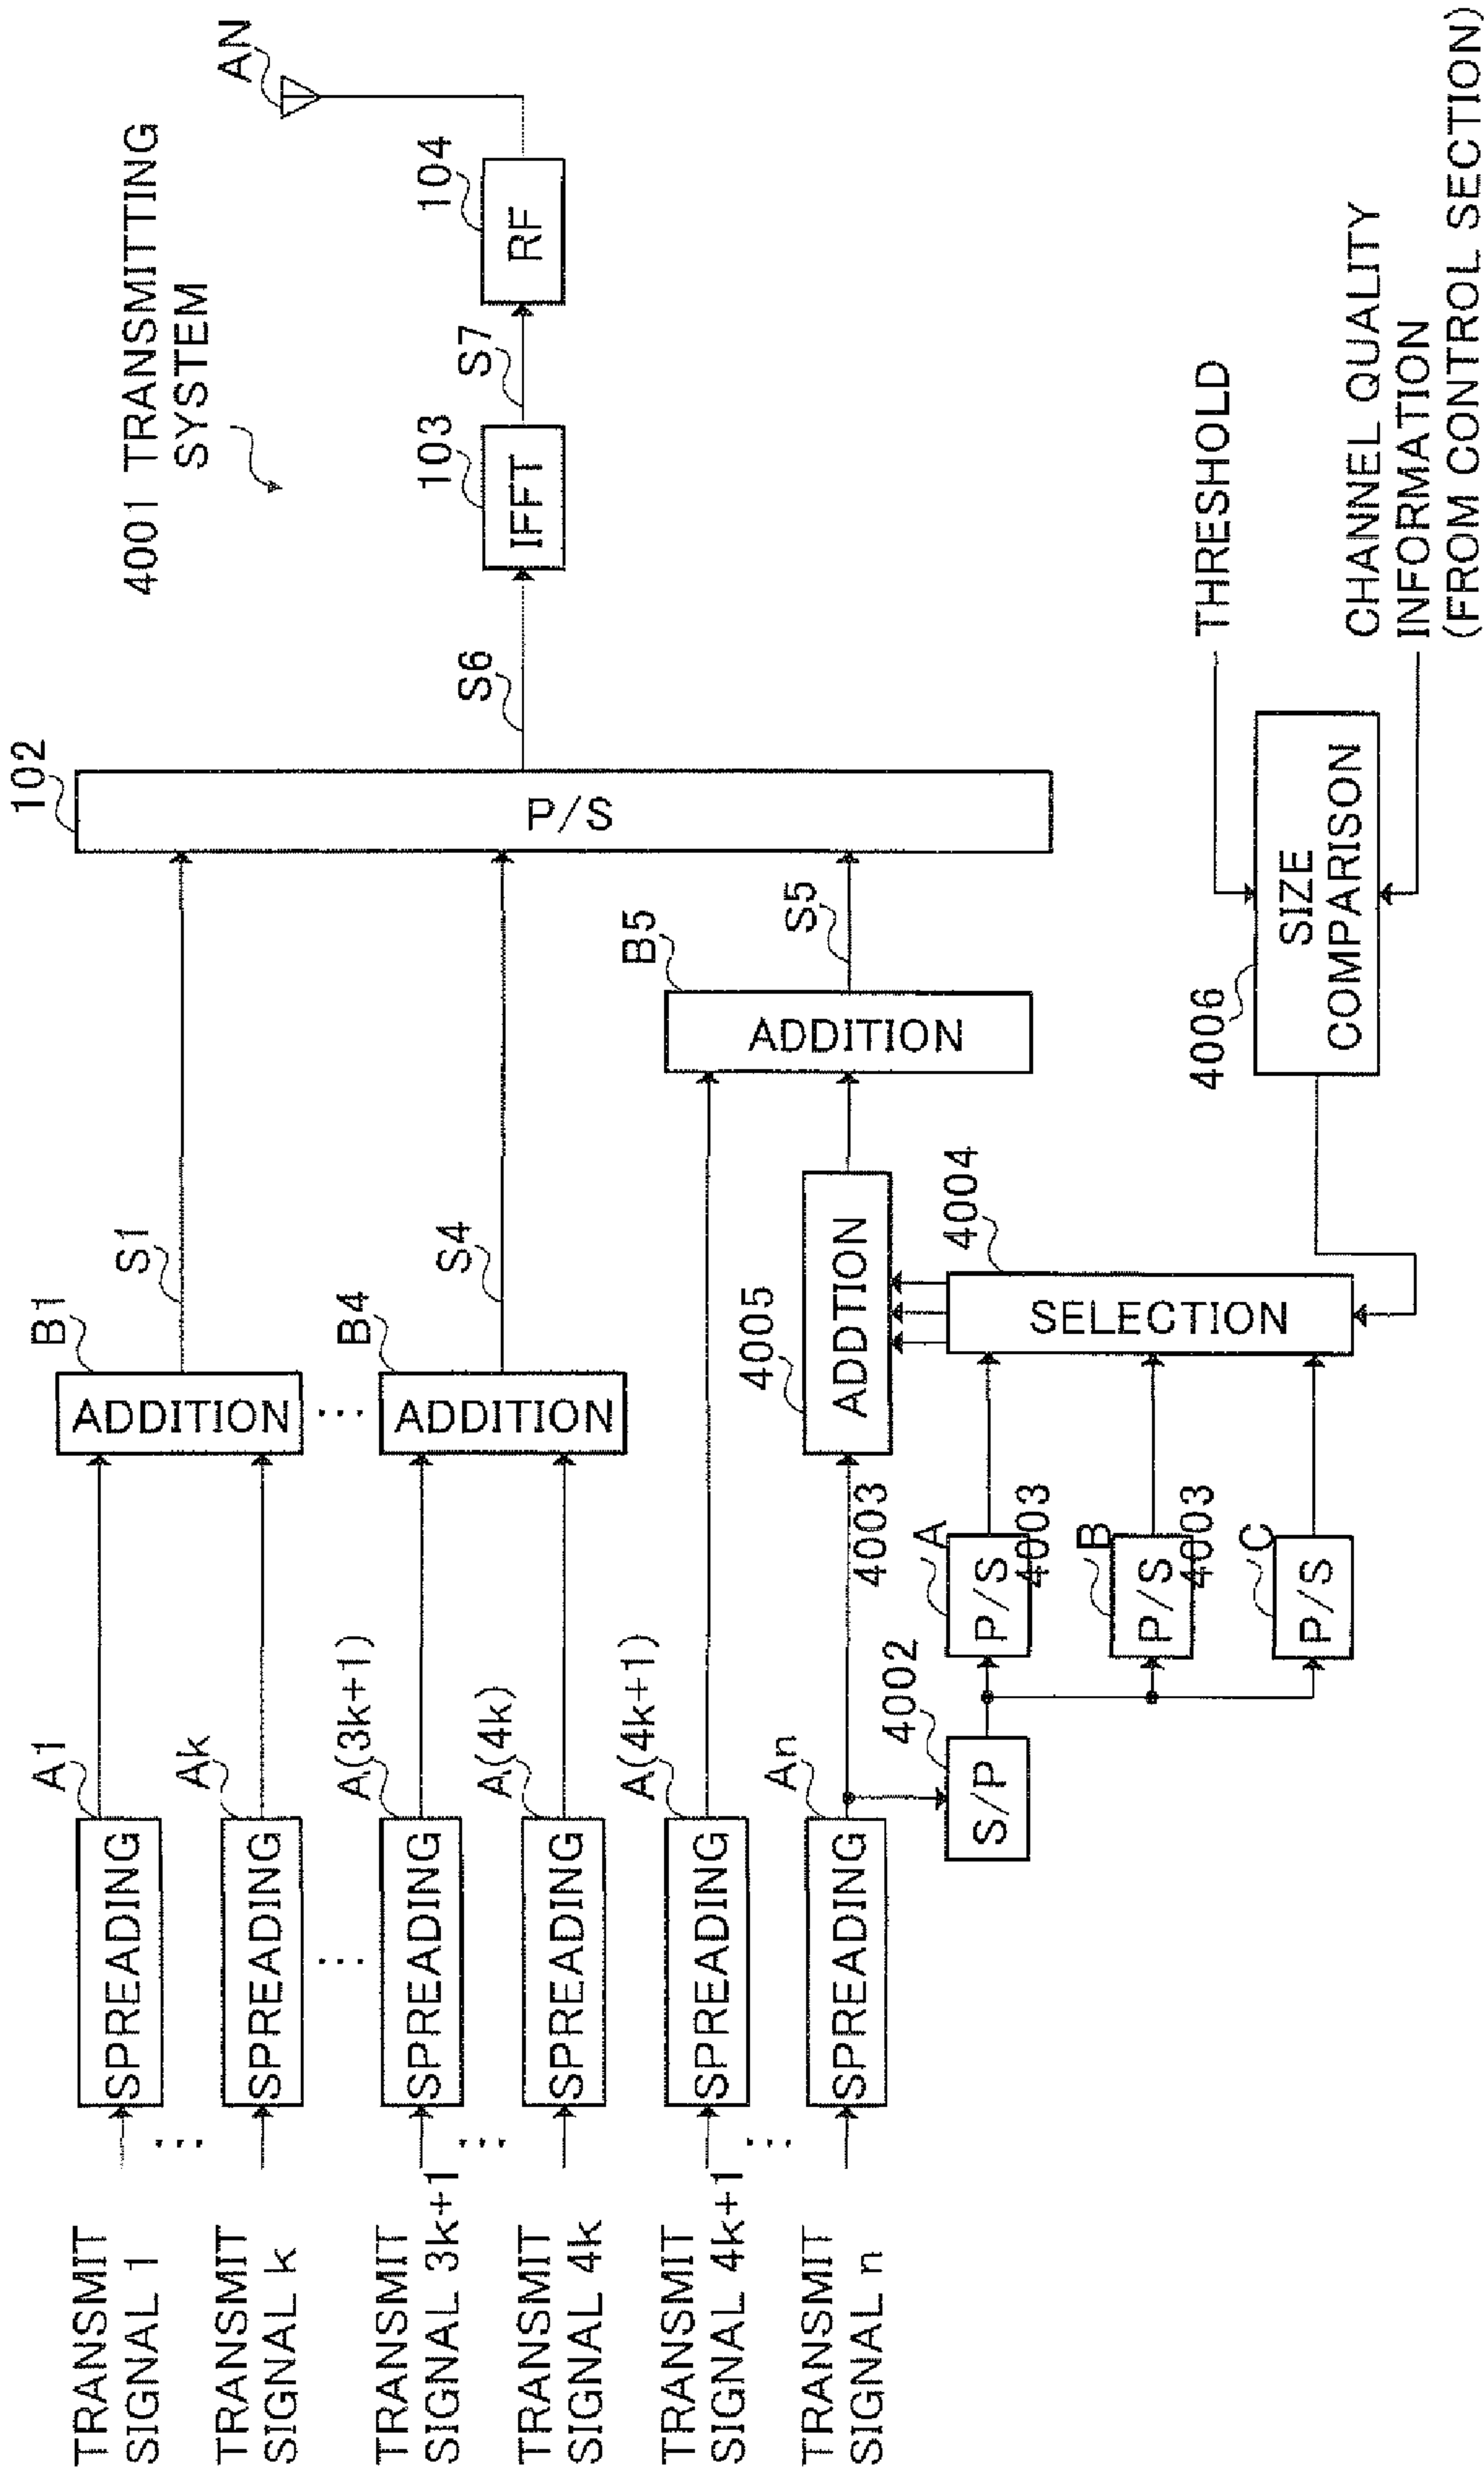 4001 TRANSMITTING
SYSTEM
AN
TRANSMIT
SIGNAL 1
SPREADING
A1
TRANSMIT
SIGNAL k
SPREADING
Ak
ADDITION
B1
S1
...
...
...
TRANSMIT
SIGNAL 3k+1
SPREADING
A(3k+1)
...
TRANSMIT
SIGNAL 4k
SPREADING
A(4k)
ADDITION
B4
S4
TRANSMIT
SIGNAL 4k+1
SPREADING
A(4k+1)
...
TRANSMIT
SIGNAL n
SPREADING
An
ADDTION
4005
ADDITION
B5
S5
P/S
102
S6
IFFT
103
S7
RF
104
S/P
4002
4003
A
P/S
4003
B
P/S
4003
C
P/S
SELECTION
4004
4006
SIZE
COMPARISON
THRESHOLD
CHANNEL QUALITY
INFORMATION
(FROM CONTROL SECTION)